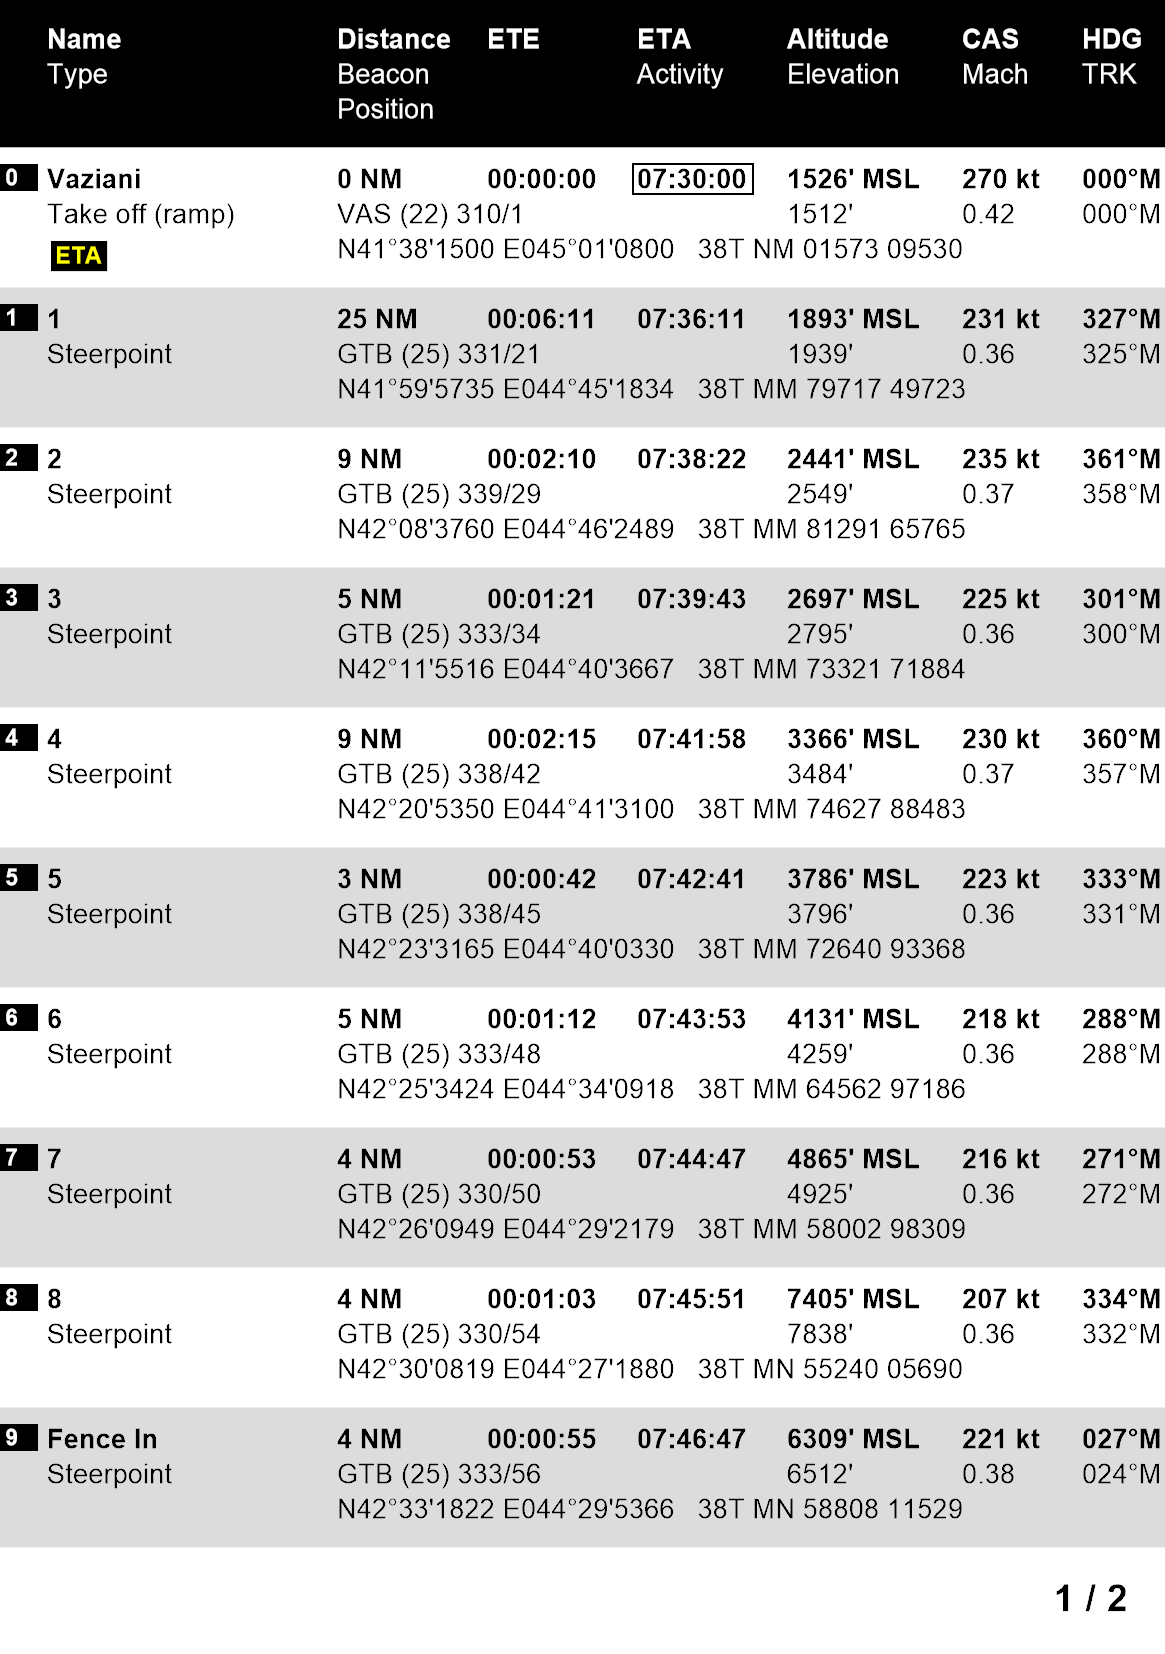 Name Distance ETE ETA Altitude CAS HDG
Type Beacon Activity Elevation Mach TRK
Position
0 Vaziani 0 NM 00:00:00 07:30:00 1526' MSL 270 kt 000°M
Take off (ramp) VAS (22) 310/1 1512' 0.42 000°M
ETA N41°38'1500 E045°01'0800 38T NM 01573 09530
1 1 25 NM 00:06:11 07:36:11 1893' MSL 231 kt 327°M
Steerpoint GTB (25) 331/21 1939' 0.36 325°M
N41°59'5735 E044°45'1834 38T MM 79717 49723
2 2 9 NM 00:02:10 07:38:22 2441' MSL 235 kt 361°M
Steerpoint GTB (25) 339/29 2549' 0.37 358°M
N42°08'3760 E044°46'2489 38T MM 81291 65765
3 3 5 NM 00:01:21 07:39:43 2697' MSL 225 kt 301°M
Steerpoint GTB (25) 333/34 2795' 0.36 300°M
N42°11'5516 E044°40'3667 38T MM 73321 71884
4 4 9 NM 00:02:15 07:41:58 3366' MSL 230 kt 360°M
Steerpoint GTB (25) 338/42 3484' 0.37 357°M
N42°20'5350 E044°41'3100 38T MM 74627 88483
5 5 3 NM 00:00:42 07:42:41 3786' MSL 223 kt 333°M
Steerpoint GTB (25) 338/45 3796' 0.36 331°M
N42°23'3165 E044°40'0330 38T MM 72640 93368
6 6 5 NM 00:01:12 07:43:53 4131' MSL 218 kt 288°M
Steerpoint GTB (25) 333/48 4259' 0.36 288°M
N42°25'3424 E044°34'0918 38T MM 64562 97186
7 7 4 NM 00:00:53 07:44:47 4865' MSL 216 kt 271°M
Steerpoint GTB (25) 330/50 4925' 0.36 272°M
N42°26'0949 E044°29'2179 38T MM 58002 98309
8 8 4 NM 00:01:03 07:45:51 7405' MSL 207 kt 334°M
Steerpoint GTB (25) 330/54 7838' 0.36 332°M
N42°30'0819 E044°27'1880 38T MN 55240 05690
9 Fence In 4 NM 00:00:55 07:46:47 6309' MSL 221 kt 027°M
Steerpoint GTB (25) 333/56 6512' 0.38 024°M
N42°33'1822 E044°29'5366 38T MN 58808 11529
1 / 2